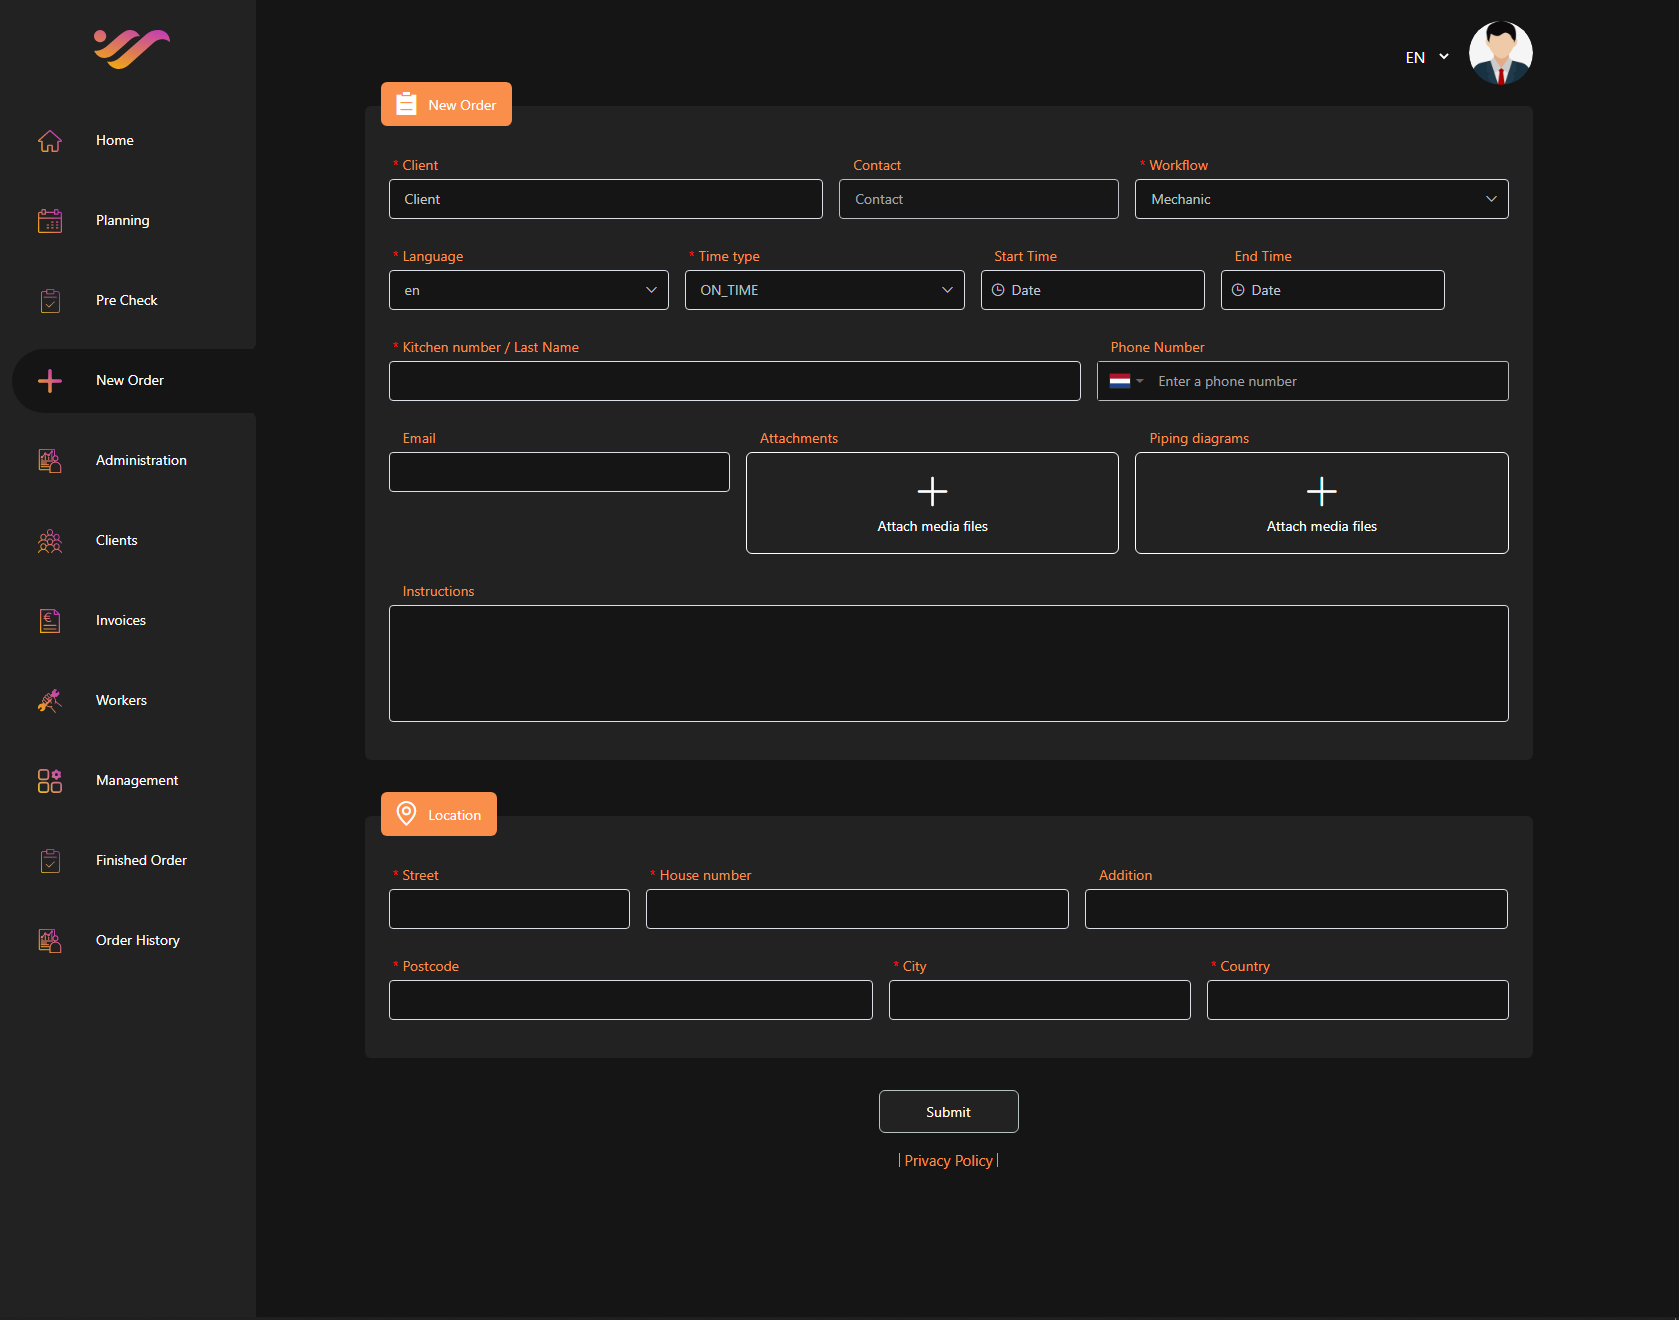 EN
Home
Planning
Pre Check
New Order
Administration
Clients
Invoices
Workers
Management
Finished Order
Order History
New Order
* Client
Contact
* Workflow
Client
Contact
Mechanic
* Language
* Time type
Start Time
End Time
en
ON_TIME
Date
Date
* Kitchen number / Last Name
Phone Number
Enter a phone number
Email
Attachments
Piping diagrams
Attach media files
Attach media files
Instructions
Location
* Street
* House number
Addition
* Postcode
* City
* Country
Submit
| Privacy Policy |